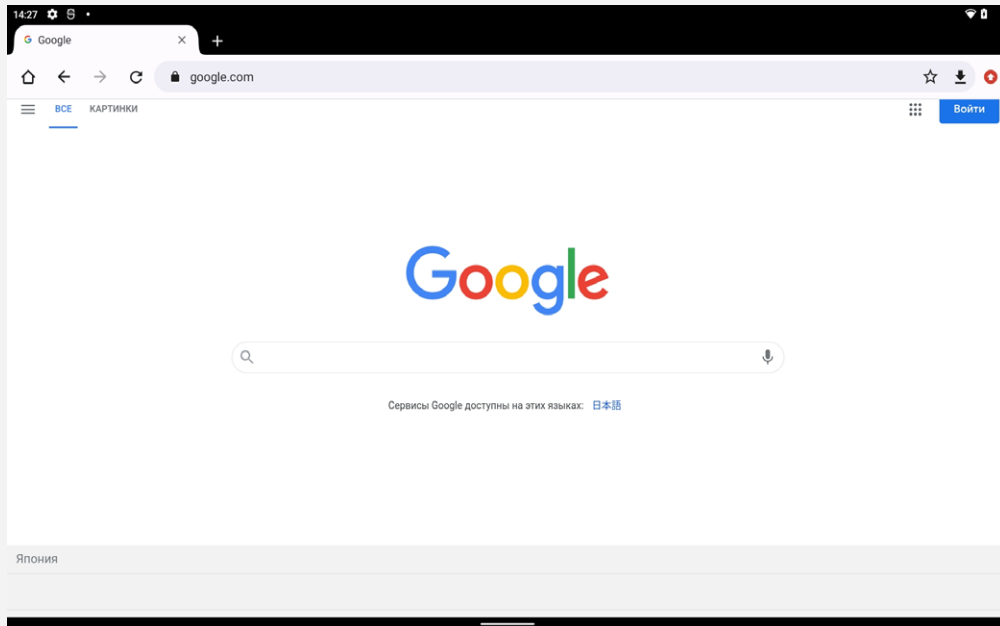 14:27
Google
google.com
ВСЕ КАРТИНКИ
Войти
Google
Сервисы Google доступны на этих языках: 日本語
Япония